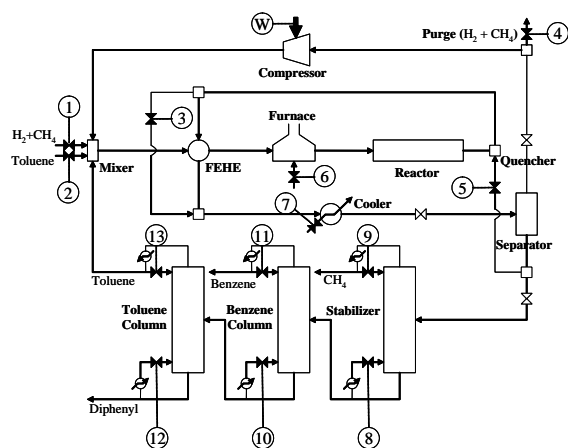 W
Purge (H2 + CH4)
4
Compressor
1
3
Furnace
H2+CH4
Toluene
Mixer
FEHE
Reactor
Quencher
2
6
5
7
Cooler
Separator
13
11
9
Toluene
Benzene
CH4
Toluene
Column
Benzene
Column
Stabilizer
Diphenyl
12
10
8